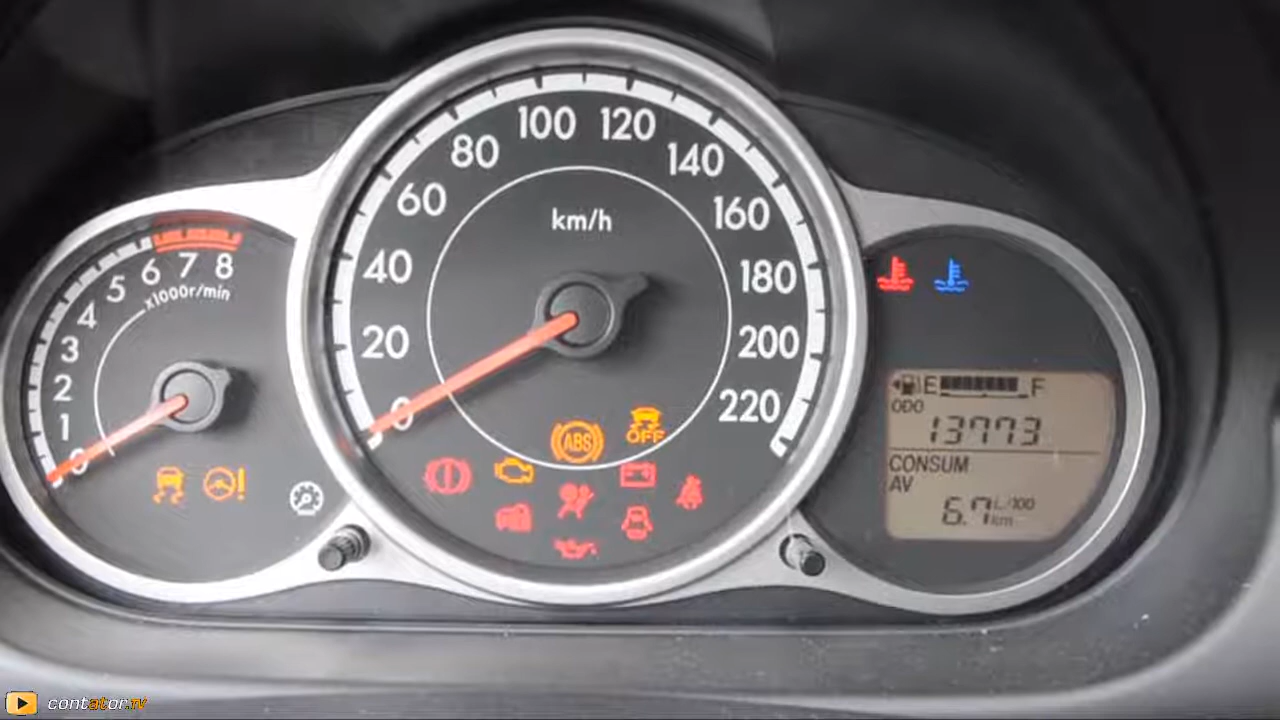 0 1 2 3 4 5 6 7 8
x1000r/min
0 20 40 60 80 100 120 140 160 180 200 220
km/h
ABS
OFF
!
E F
ODO
13773
CONSUM
AV
6.7 L/100
km
contator.TV